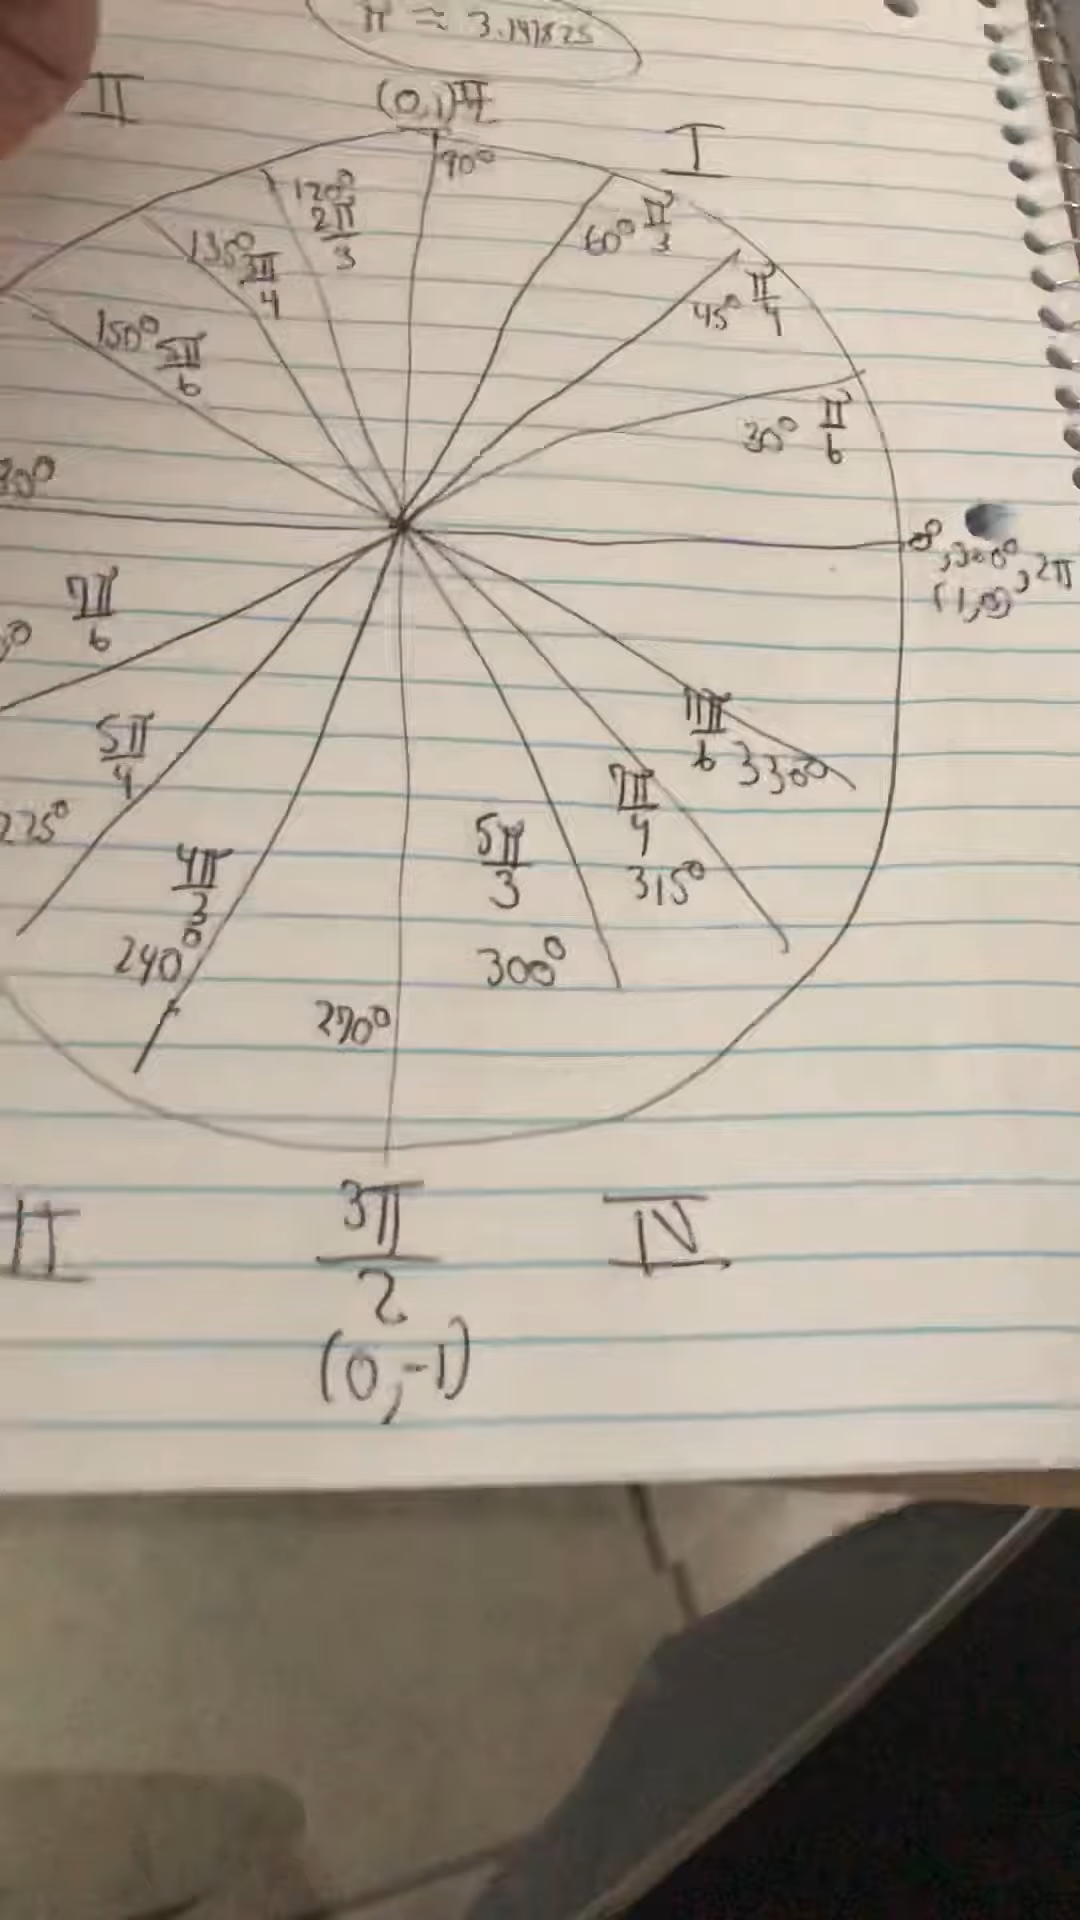 π ≈ 3.141825
II
(0,1) π/2
I
90°
120°
2π/3
60° π/3
135° 3π/4
45° π/4
150° 5π/6
30° π/6
80°
0°, 360°, 2π
(1,0)
7π/6
11π/6
330°
5π/4
7π/4
225°
315°
5π/3
4π/3
240°
300°
270°
3π/2
II
IV
(0,-1)